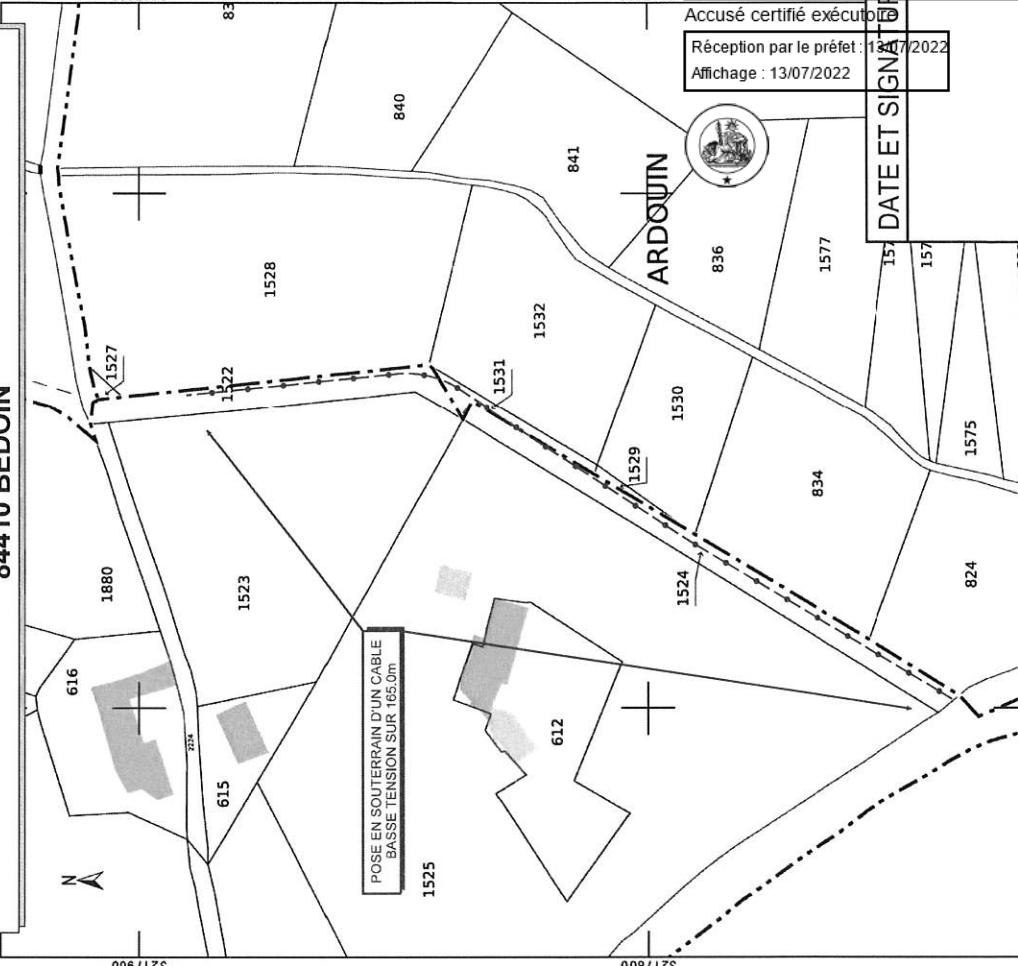 84410 BEDOIN
Accusé certifié exécutoire
Réception par le préfet : 13/07/2022
Affichage : 13/07/2022
DATE ET SIGNATUR
840
841
ARDOUIN
836
1577
1528
1532
1527
1522
1531
1530
1529
834
1575
1880
1523
1524
824
616
2224
615
612
POSE EN SOUTERRAIN D'UN CABLE
BASSE TENSION SUR 165.0m
1525
N